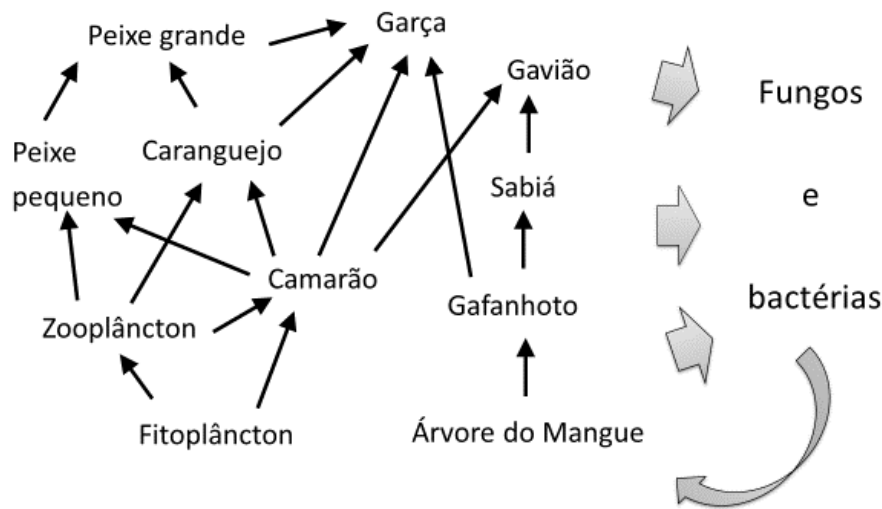 Garça
Peixe grande
Gavião
Fungos
Peixe
pequeno
Caranguejo
Sabiá
e
Camarão
Gafanhoto
bactérias
Zooplâncton
Fitoplâncton
Árvore do Mangue